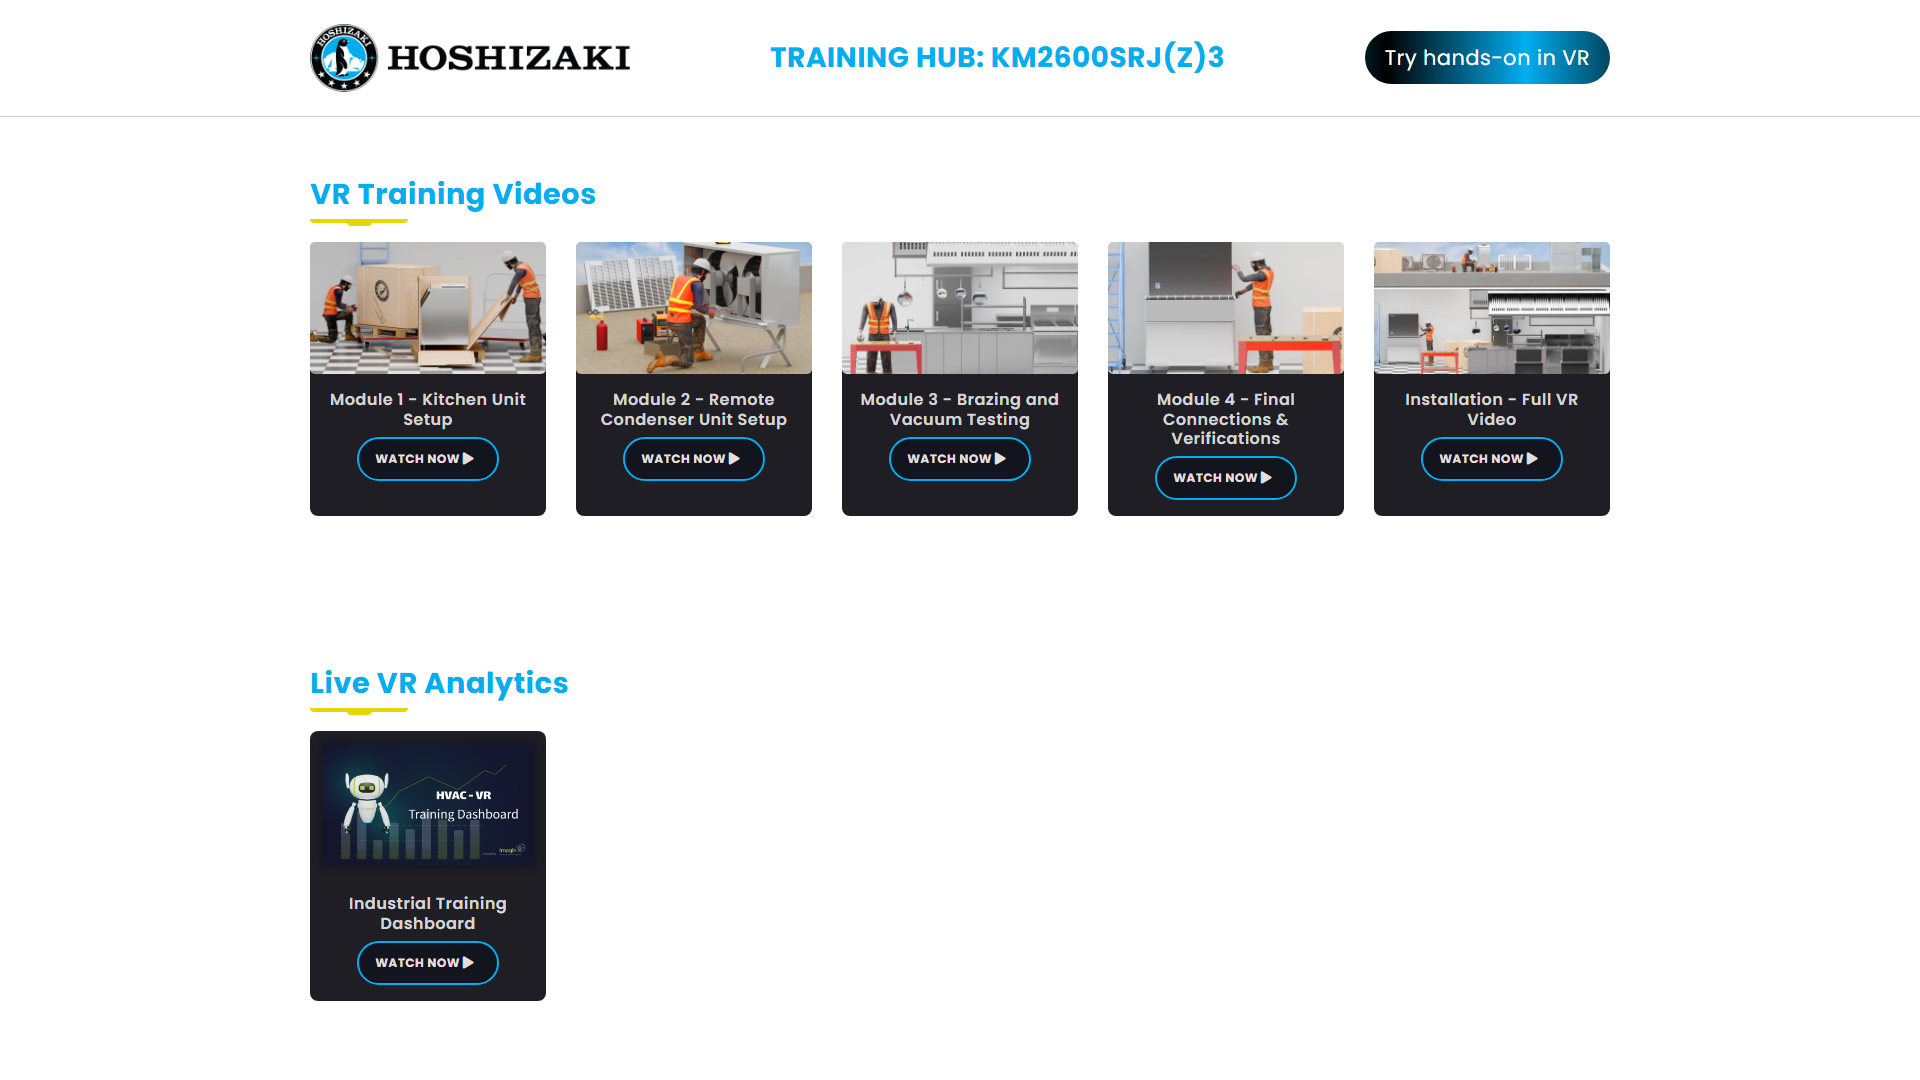 HOSHIZAKI
HOSHIZAKI
TRAINING HUB: KM2600SRJ(Z)3
Try hands-on in VR
VR Training Videos
Module 1 - Kitchen Unit
Setup
WATCH NOW
Module 2 - Remote
Condenser Unit Setup
WATCH NOW
Module 3 - Brazing and
Vacuum Testing
WATCH NOW
Module 4 - Final
Connections &
Verifications
WATCH NOW
Installation - Full VR
Video
WATCH NOW
Live VR Analytics
HVAC - VR
Training Dashboard
Industrial Training
Dashboard
WATCH NOW